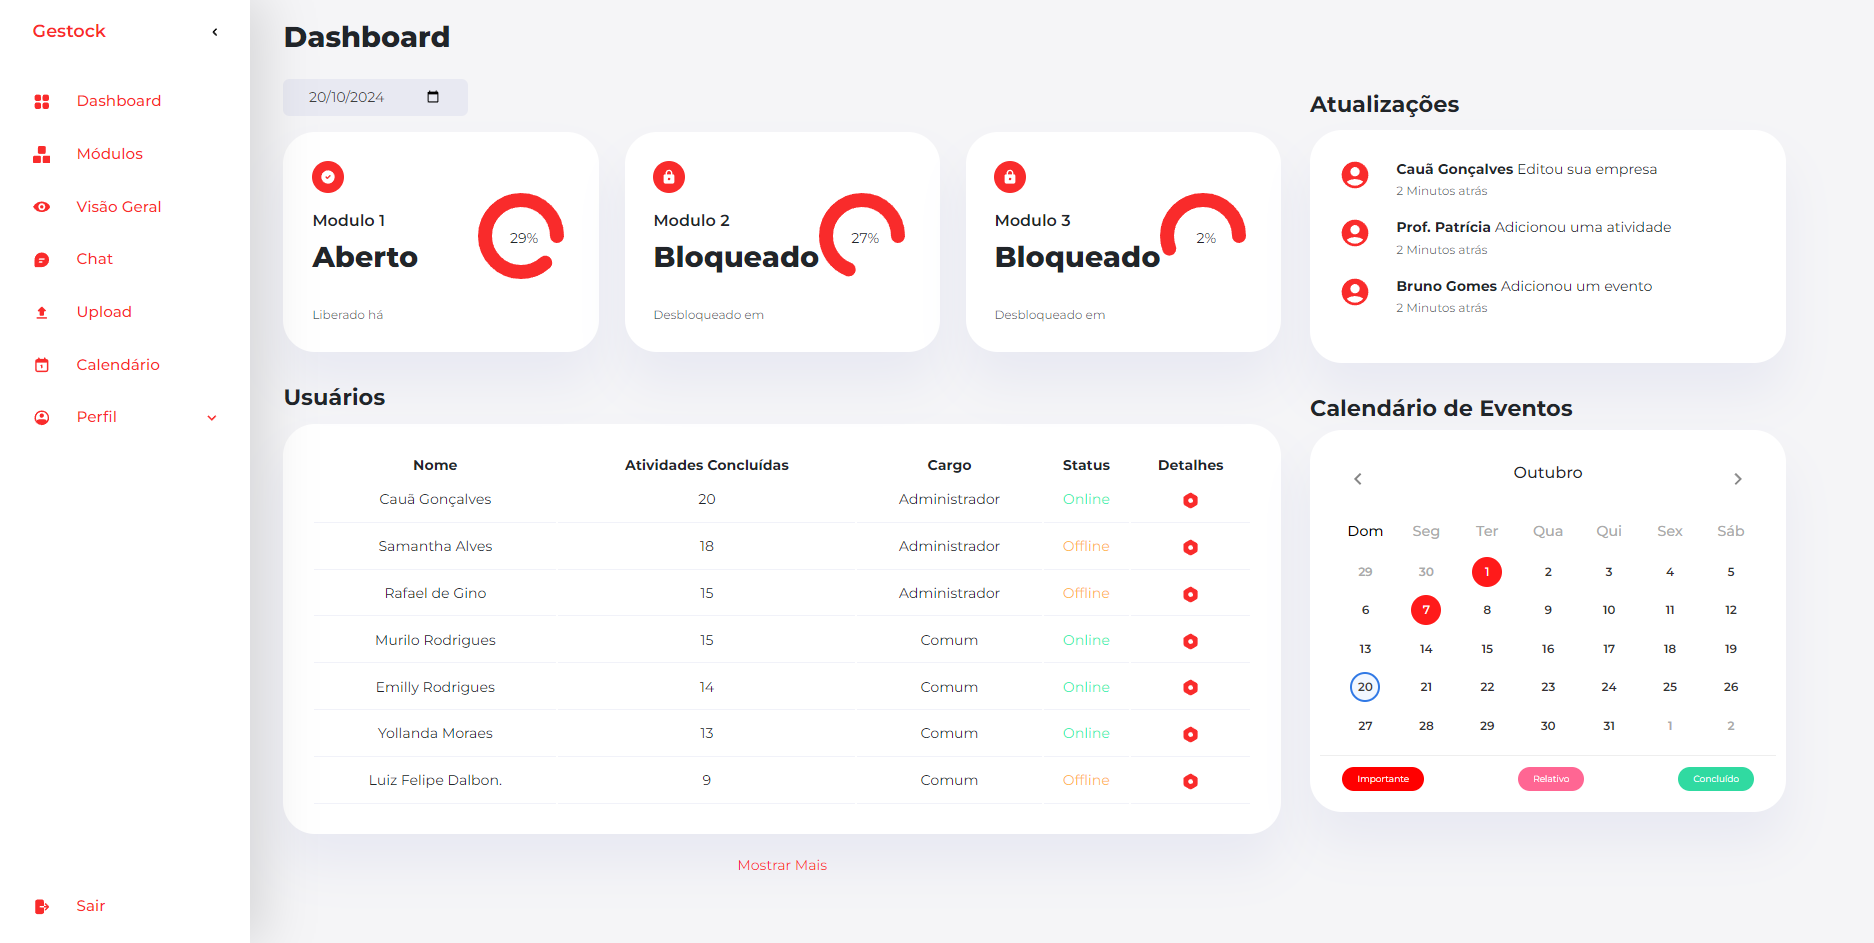 Gestock
Dashboard
Módulos
Visão Geral
Chat
Upload
Calendário
Perfil
Sair
Dashboard
20/10/2024
Modulo 1
Aberto
29%
Liberado há
Modulo 2
Bloqueado
27%
Desbloqueado em
Modulo 3
Bloqueado
2%
Desbloqueado em
Usuários
Nome Atividades Concluídas Cargo Status Detalhes
Cauã Gonçalves 20 Administrador Online
Samantha Alves 18 Administrador Offline
Rafael de Gino 15 Administrador Offline
Murilo Rodrigues 15 Comum Online
Emilly Rodrigues 14 Comum Online
Yollanda Moraes 13 Comum Online
Luiz Felipe Dalbon. 9 Comum Offline
Mostrar Mais
Atualizações
Cauã Gonçalves Editou sua empresa
2 Minutos atrás
Prof. Patrícia Adicionou uma atividade
2 Minutos atrás
Bruno Gomes Adicionou um evento
2 Minutos atrás
Calendário de Eventos
Outubro
Dom Seg Ter Qua Qui Sex Sáb
29 30 1 2 3 4 5
6 7 8 9 10 11 12
13 14 15 16 17 18 19
20 21 22 23 24 25 26
27 28 29 30 31 1 2
Importante Relativo Concluído